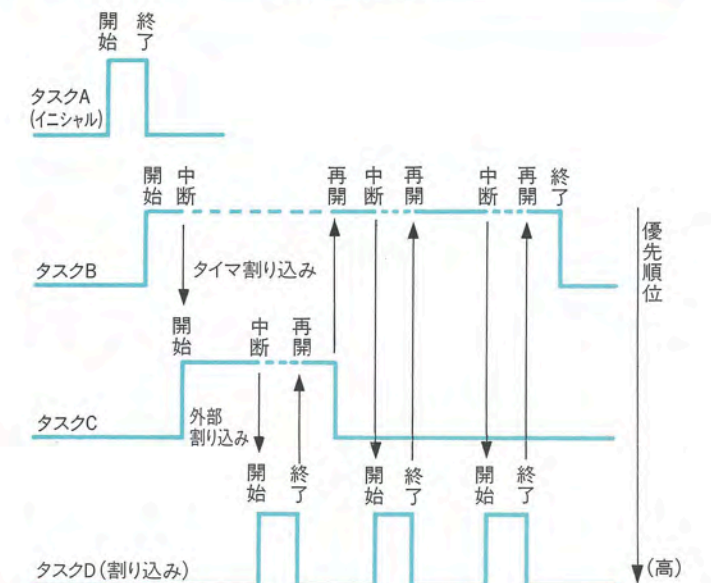 開始 終了
タスクA
(イニシャル)
開始 中断 再開 中断 再開 中断 再開 終了
タスクB
タイマ割り込み
優先順位
開始 中断 再開
タスクC
外部
割り込み
開始 終了 開始 終了 開始 終了
タスクD(割り込み)
(高)